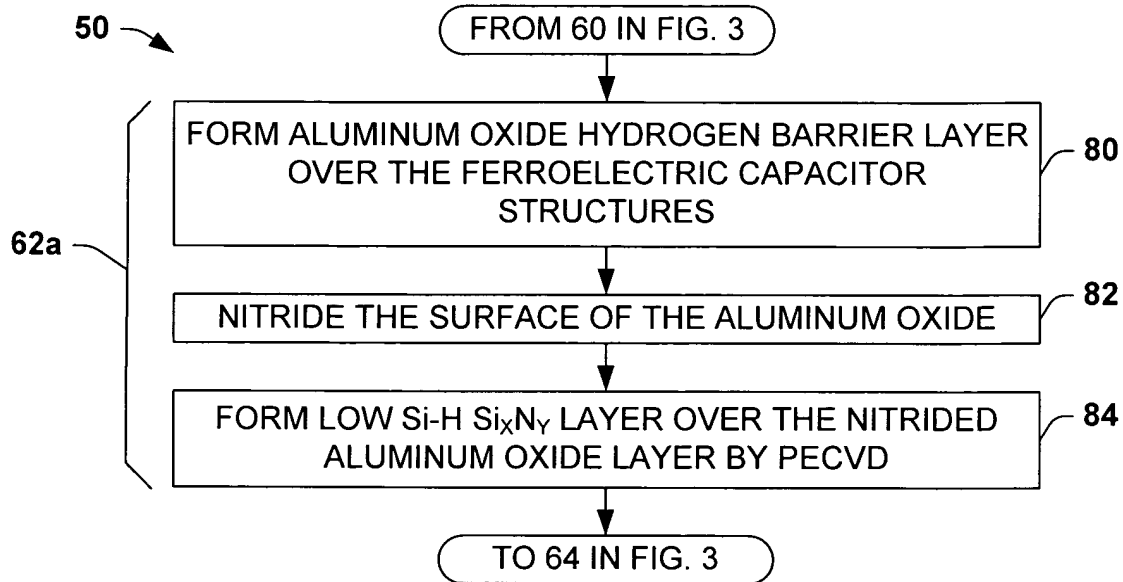 50
FROM 60 IN FIG. 3
FORM ALUMINUM OXIDE HYDROGEN BARRIER LAYER
OVER THE FERROELECTRIC CAPACITOR
STRUCTURES
80
62a
NITRIDE THE SURFACE OF THE ALUMINUM OXIDE
82
FORM LOW Si-H SiXNY LAYER OVER THE NITRIDED
ALUMINUM OXIDE LAYER BY PECVD
84
TO 64 IN FIG. 3